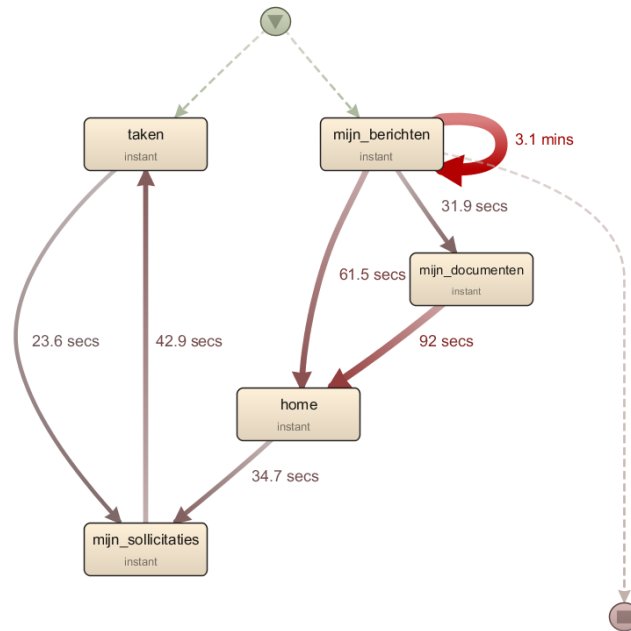 taken
instant
mijn_berichten
instant
3.1 mins
31.9 secs
mijn_documenten
instant
61.5 secs
23.6 secs
42.9 secs
92 secs
home
instant
34.7 secs
mijn_sollicitaties
instant